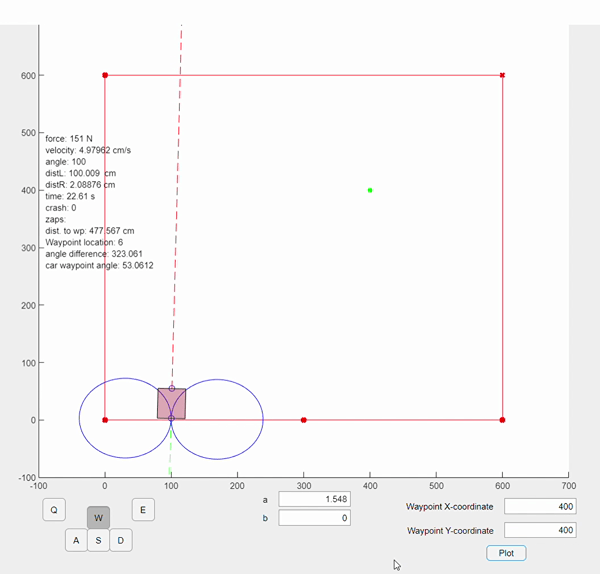 600
500
force: 151 N
velocity: 4.97962 cm/s
angle: 100
distL: 100.009 cm
distR: 2.08876 cm
400
time: 22.61 s
crash: 0
zaps:
dist. to wp: 477.567 cm
Waypoint location: 6
300
angle difference: 323.061
car waypoint angle: 53.0612
200
100
0
-100
-100 0 100 200 300 400 500 600 700
a 1.548
Q W E
Waypoint X-coordinate 400
b 0
Waypoint Y-coordinate 400
A S D
Plot